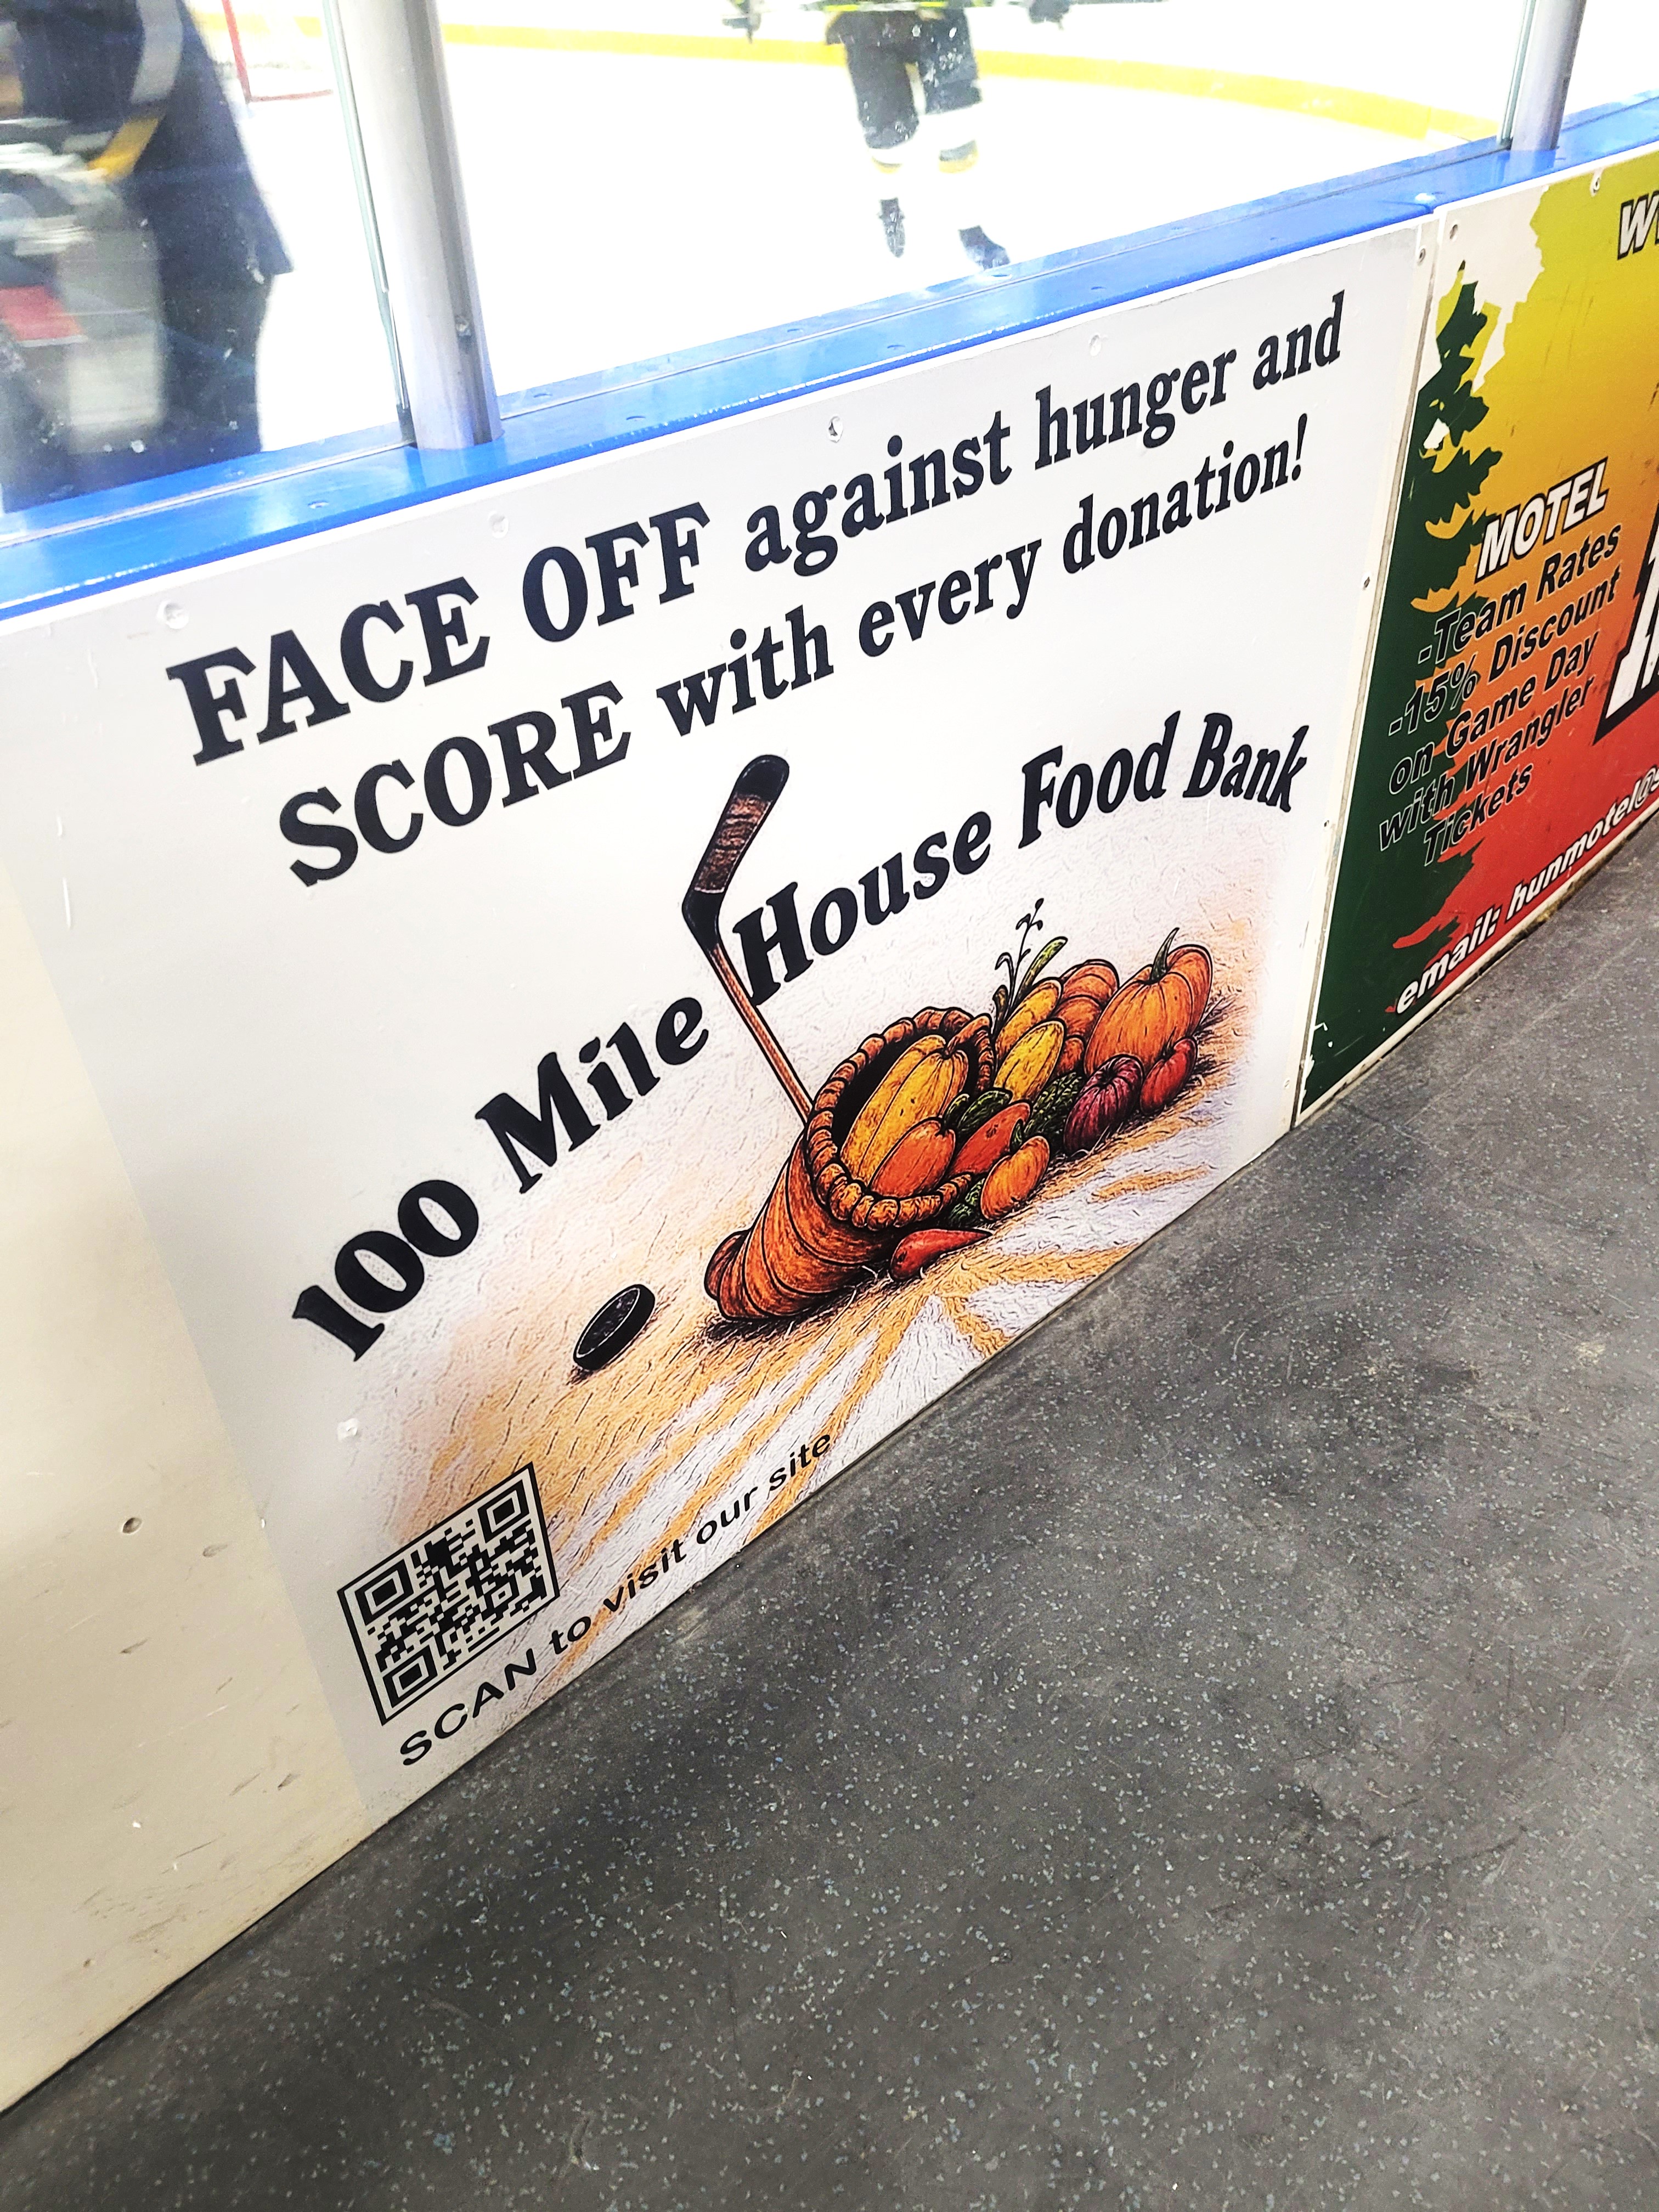 FACE OFF against hunger and
SCORE with every donation!
100 Mile House Food Bank
SCAN to visit our site
MOTEL
-Team Rates
-15% Discount
on Game Day
with Wrangler
Tickets
email: